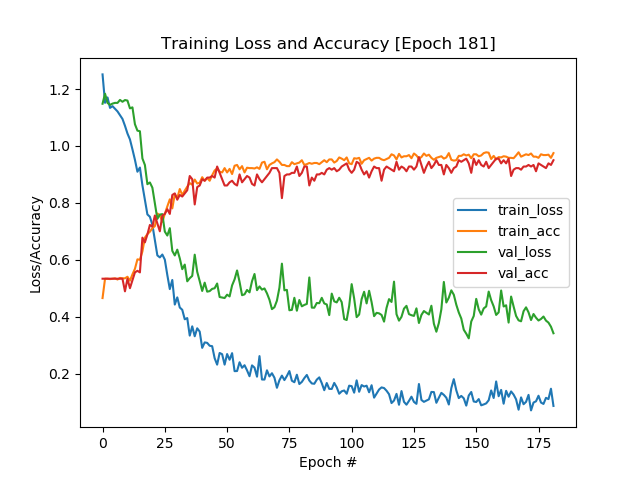 Training Loss and Accuracy [Epoch 181]
Loss/Accuracy
1.2
1.0
0.8
0.6
0.4
0.2
train_loss
train_acc
val_loss
val_acc
0 25 50 75 100 125 150 175
Epoch #